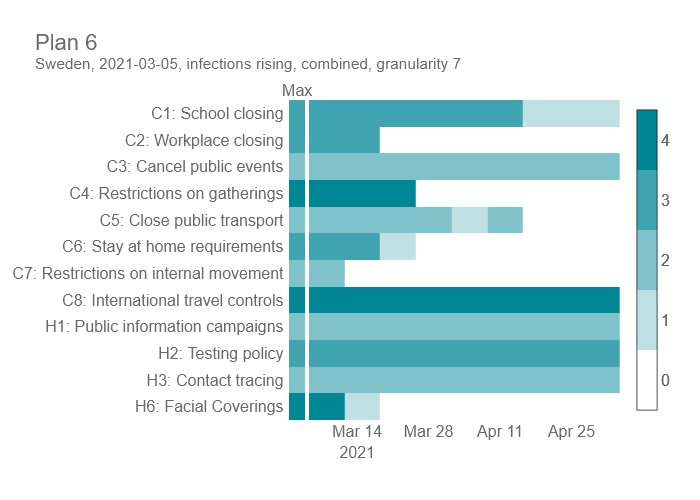 Plan 6
Sweden, 2021-03-05, infections rising, combined, granularity 7
Max
C1: School closing
C2: Workplace closing
C3: Cancel public events
C4: Restrictions on gatherings
C5: Close public transport
C6: Stay at home requirements
C7: Restrictions on internal movement
C8: International travel controls
H1: Public information campaigns
H2: Testing policy
H3: Contact tracing
H6: Facial Coverings
Mar 14 Mar 28 Apr 11 Apr 25
2021
4
3
2
1
0